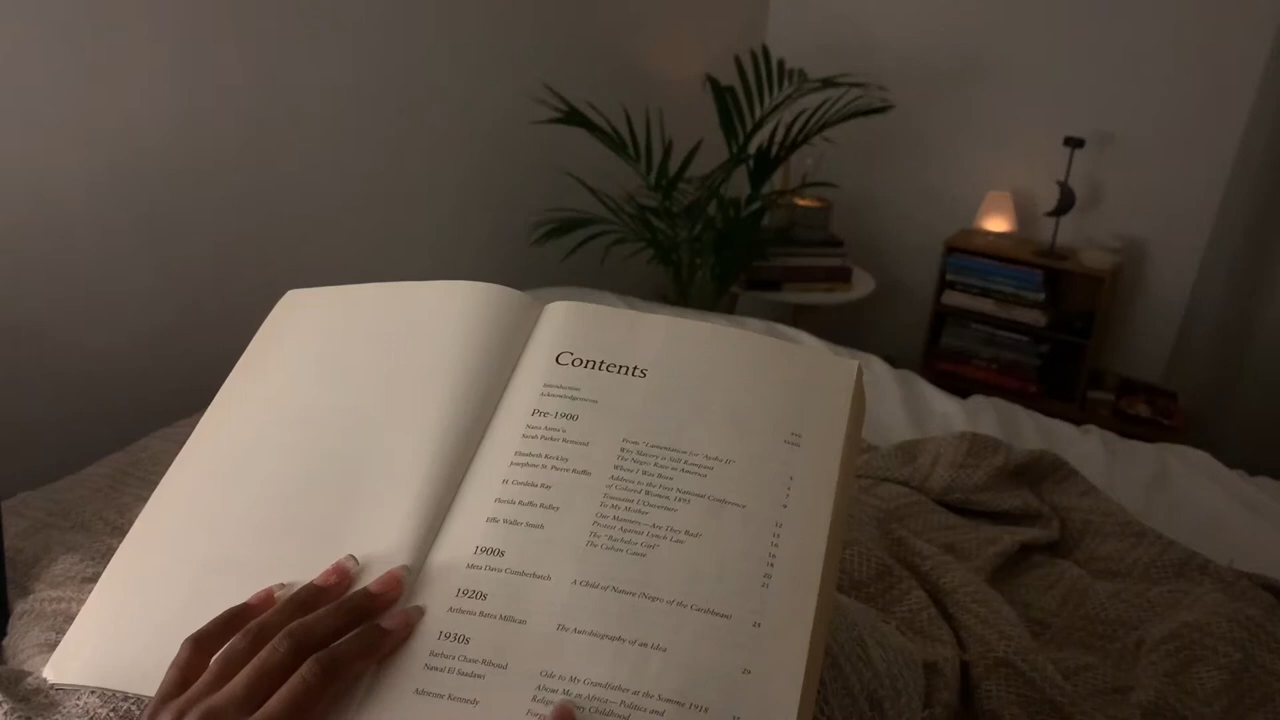 Contents
Introduction
Acknowledgements
Pre-1900
Nana Asma'u
From "Lamentation for 'Aysha II"
Sarah Parker Remond
Why Slavery is Still Rampant
The Negro Race in America
Elizabeth Keckley
Where I Was Born
Josephine St. Pierre Ruffin
Address to the First National Conference
of Colored Women, 1895
H. Cordelia Ray
Toussaint L'Ouverture
To My Mother
Florida Ruffin Ridley
Our Manners—Are They Bad?
Protest Against Lynch Law
Effie Waller Smith
The "Bachelor Girl"
The Cuban Cause
1900s
Meta Davis Cumberbatch
A Child of Nature (Negro of the Caribbean) 25
1920s
Arthenia Bates Millican
The Autobiography of an Idea 29
1930s
Barbara Chase-Riboud
Ode to My Grandfather at the Somme 1918
Nawal El Saadawi
About Me in Africa—Politics and
Religion in my Childhood
Adrienne Kennedy